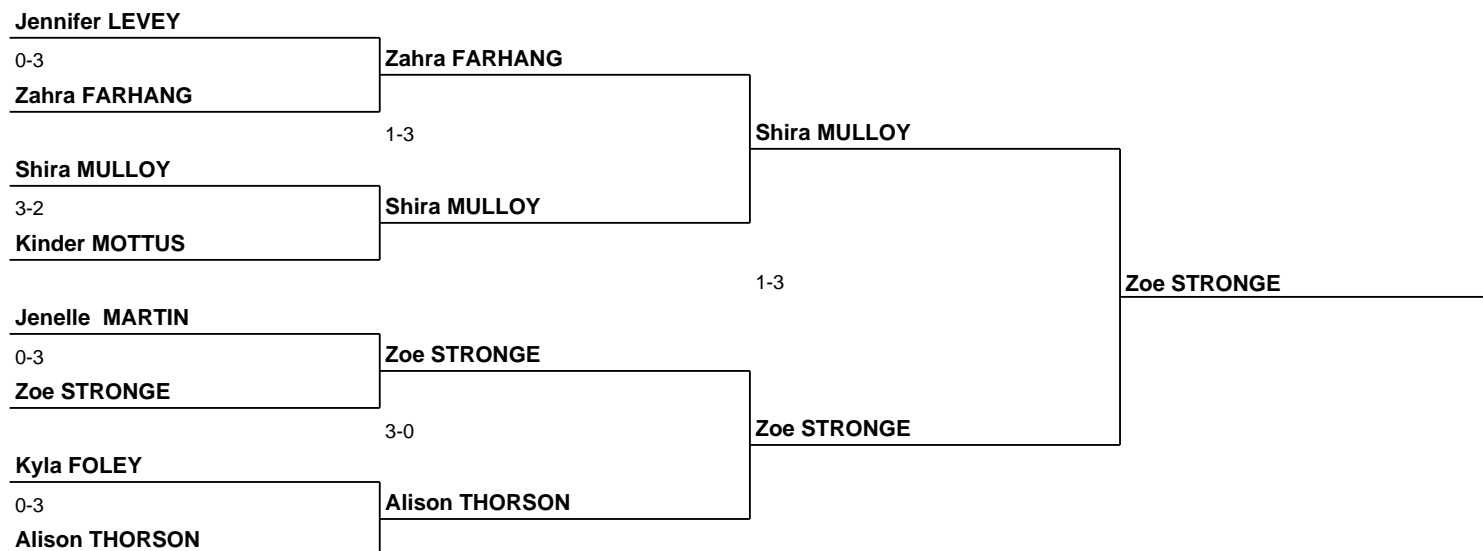 Jennifer LEVEY
0-3
Zahra FARHANG
Zahra FARHANG
1-3
Shira MULLOY
Shira MULLOY
3-2
Shira MULLOY
Kinder MOTTUS
1-3
Zoe STRONGE
Jenelle  MARTIN
0-3
Zoe STRONGE
Zoe STRONGE
3-0
Zoe STRONGE
Kyla FOLEY
0-3
Alison THORSON
Alison THORSON